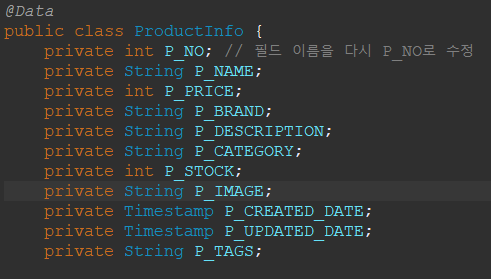 @Data
public class ProductInfo {
    private int P_NO; // 필드 이름을 다시 P_NO로 수정
    private String P_NAME;
    private int P_PRICE;
    private String P_BRAND;
    private String P_DESCRIPTION;
    private String P_CATEGORY;
    private int P_STOCK;
    private String P_IMAGE;
    private Timestamp P_CREATED_DATE;
    private Timestamp P_UPDATED_DATE;
    private String P_TAGS;